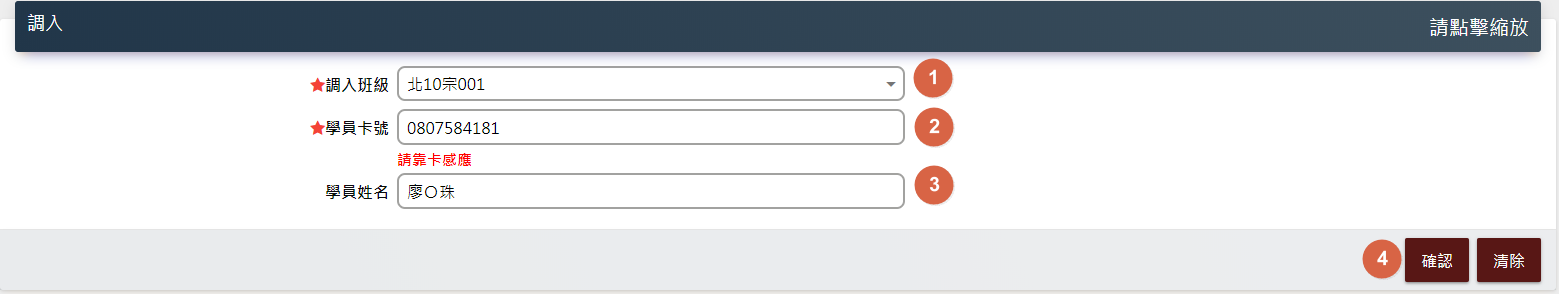 調入 請點擊縮放
★調入班級 北10宗001 1
★學員卡號 0807584181 2
請靠卡感應
學員姓名 廖O珠 3
4 確認 清除